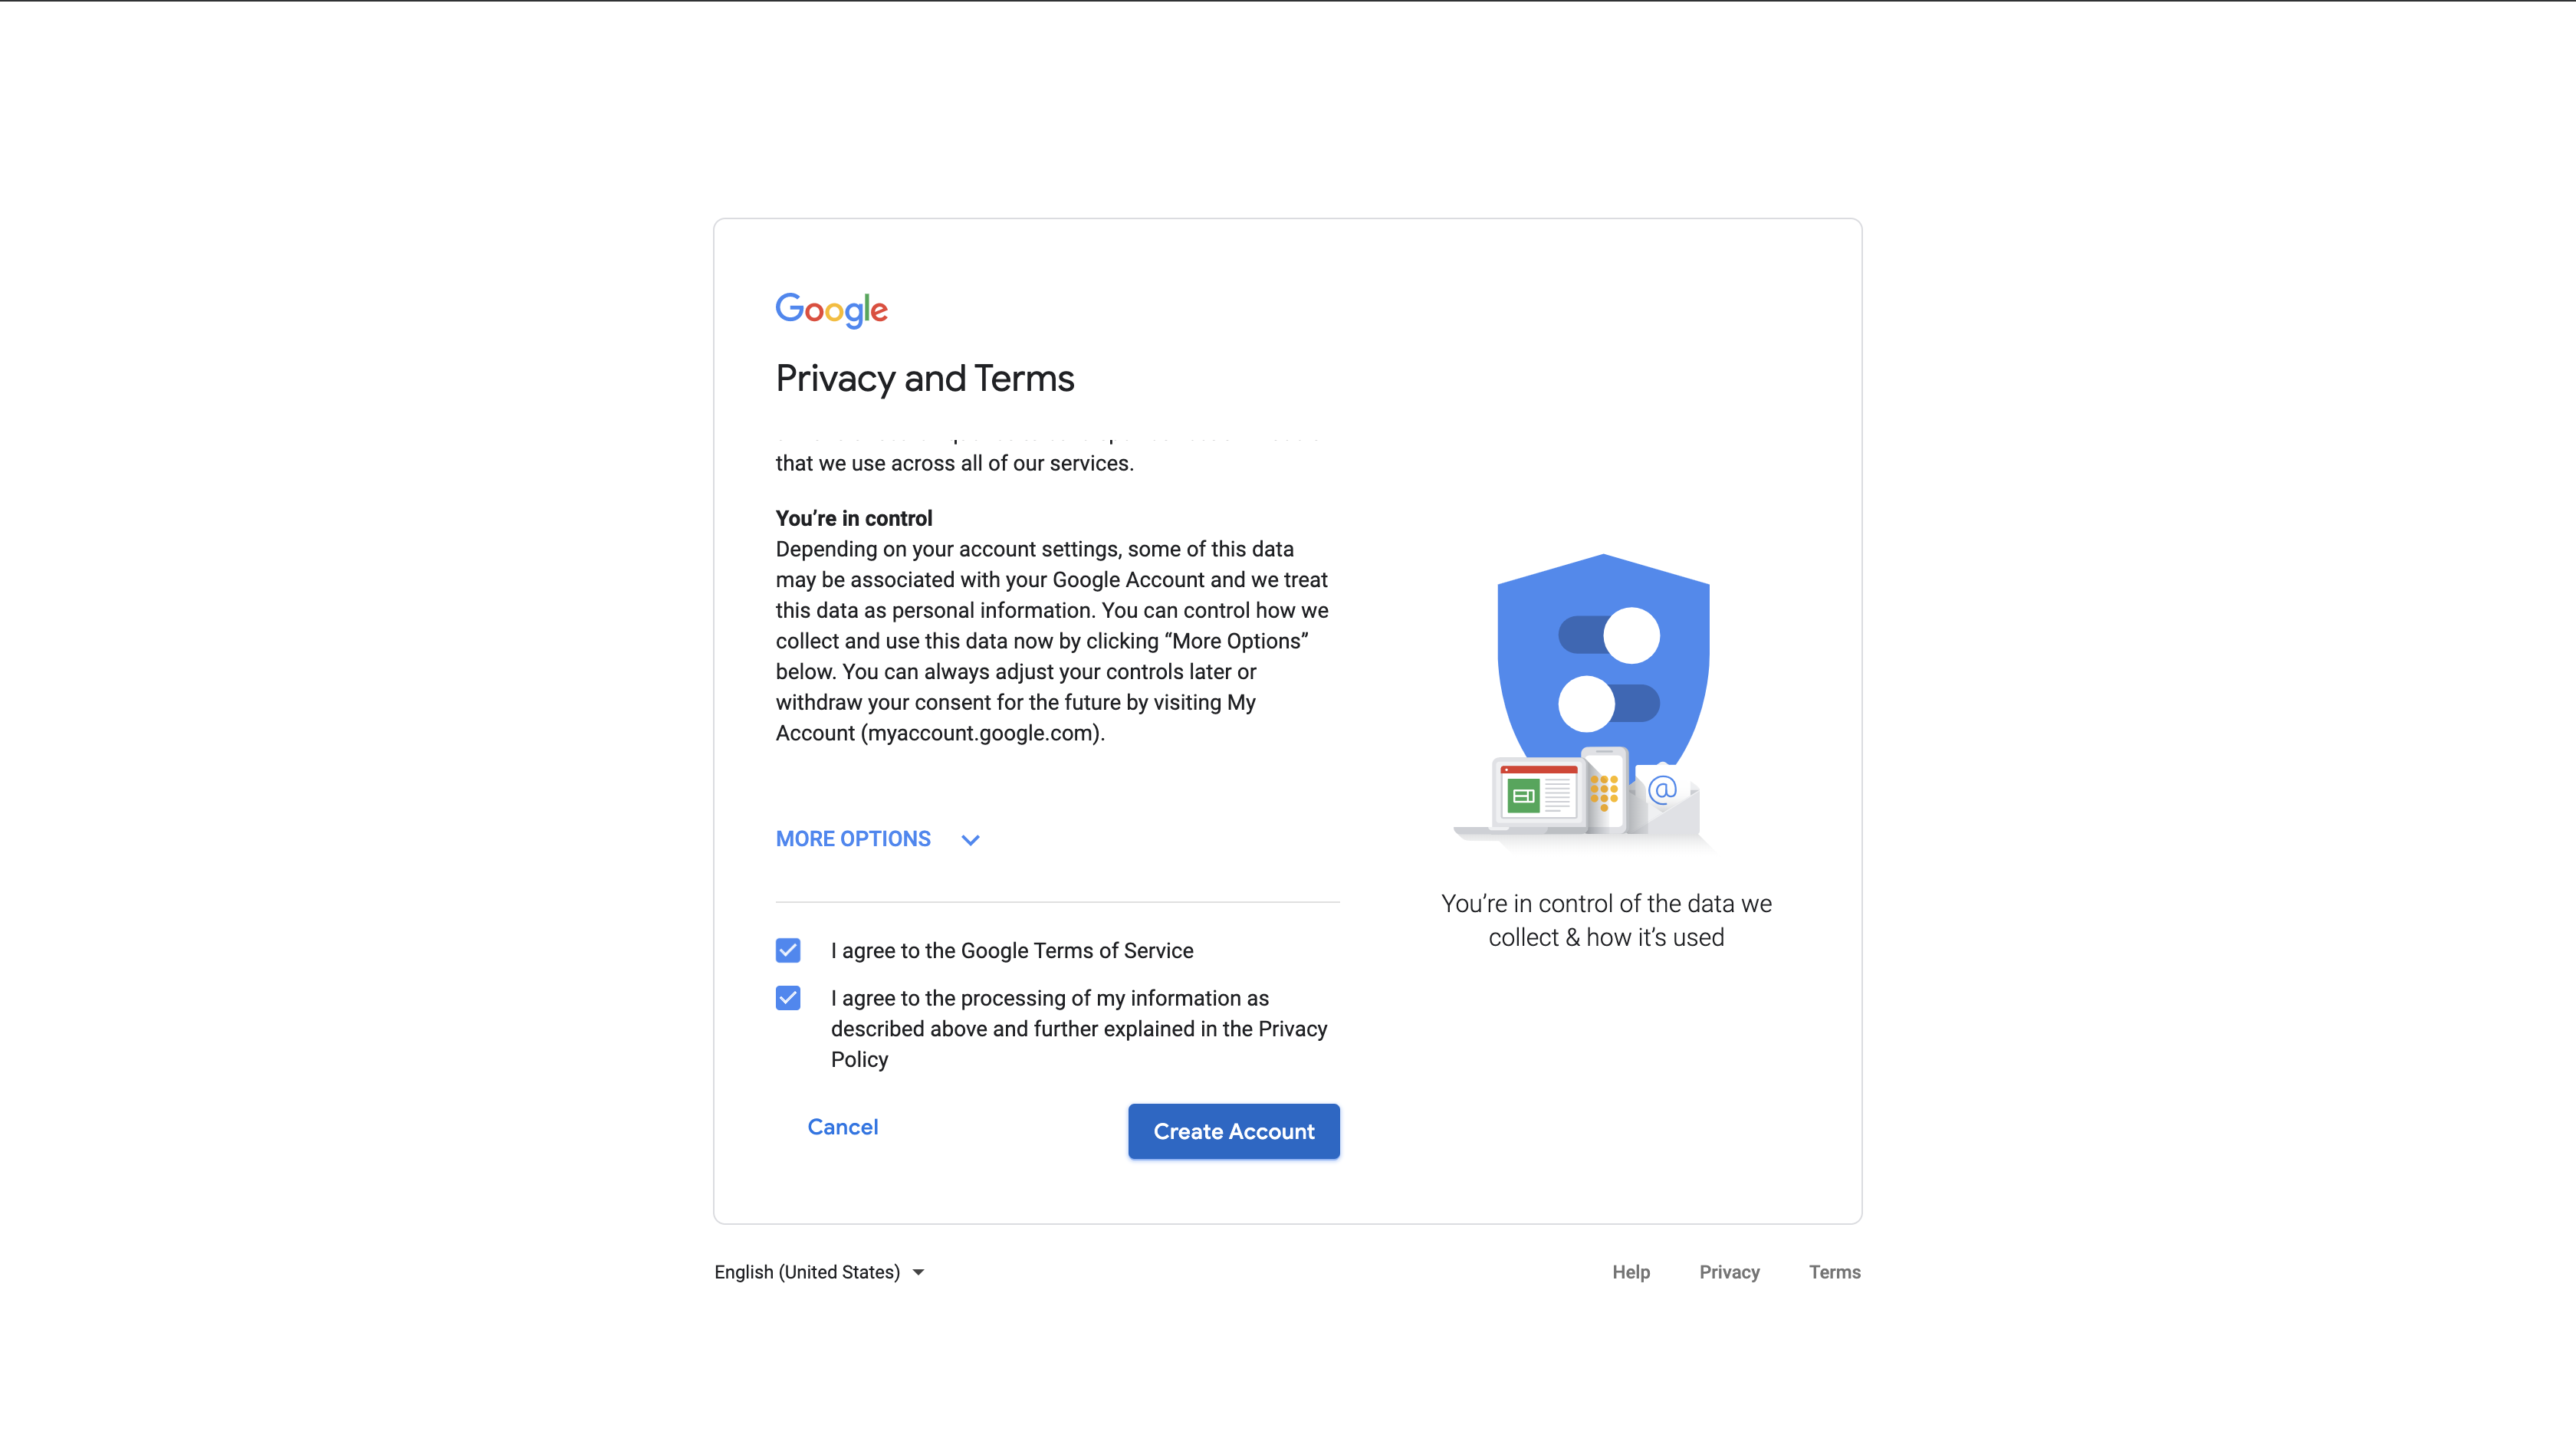 Google
Privacy and Terms
that we use across all of our services.
You’re in control
Depending on your account settings, some of this data
may be associated with your Google Account and we treat
this data as personal information. You can control how we
collect and use this data now by clicking “More Options”
below. You can always adjust your controls later or
withdraw your consent for the future by visiting My
Account (myaccount.google.com).
MORE OPTIONS
I agree to the Google Terms of Service
I agree to the processing of my information as
described above and further explained in the Privacy
Policy
Cancel
Create Account
@
You’re in control of the data we
collect & how it’s used
English (United States)
Help
Privacy
Terms